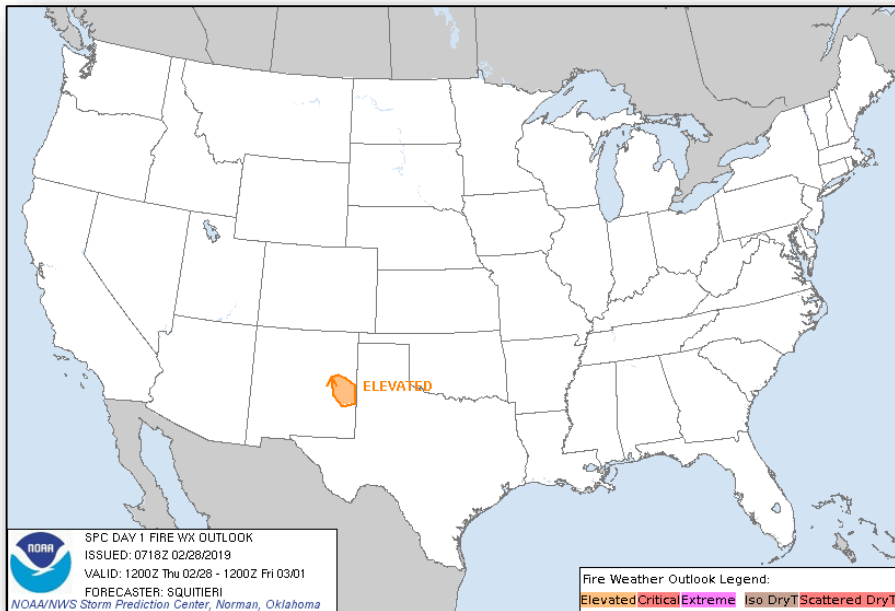 ELEVATED
NOAA
SPC DAY 1 FIRE WX OUTLOOK
ISSUED: 0718Z 02/28/2019
VALID: 1200Z Thu 02/28 - 1200Z Fri 03/01
FORECASTER: SQUITIERI
NOAA/NWS Storm Prediction Center, Norman, Oklahoma
Fire Weather Outlook Legend:
Elevated Critical Extreme Iso DryT Scattered DryT